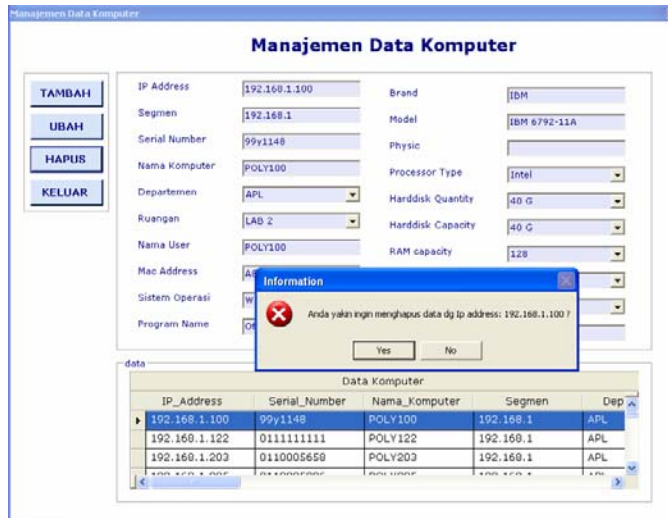 Manajemen Data Komputer
Manajemen Data Komputer
TAMBAH
UBAH
HAPUS
KELUAR
IP Address 192.168.1.100
Segmen 192.168.1
Serial Number 99y1148
Nama Komputer POLY100
Departemen APL
Ruangan LAB 2
Nama User POLY100
Mac Address
Sistem Operasi W
Program Name
Brand IBM
Model IBM 6792-11A
Physic
Processor Type Intel
Harddisk Quantity 40 G
Harddisk Capacity 40 G
RAM capacity 128
Information
Anda yakin ingin menghapus data dg Ip address: 192.168.1.100 ?
Yes No
data
Data Komputer
IP_Address Serial_Number Nama_Komputer Segmen Dep
192.168.1.100 99y1148 POLY100 192.168.1 APL
192.168.1.122 0111111111 POLY122 192.168.1 APL
192.168.1.203 0110005658 POLY203 192.168.1 APL